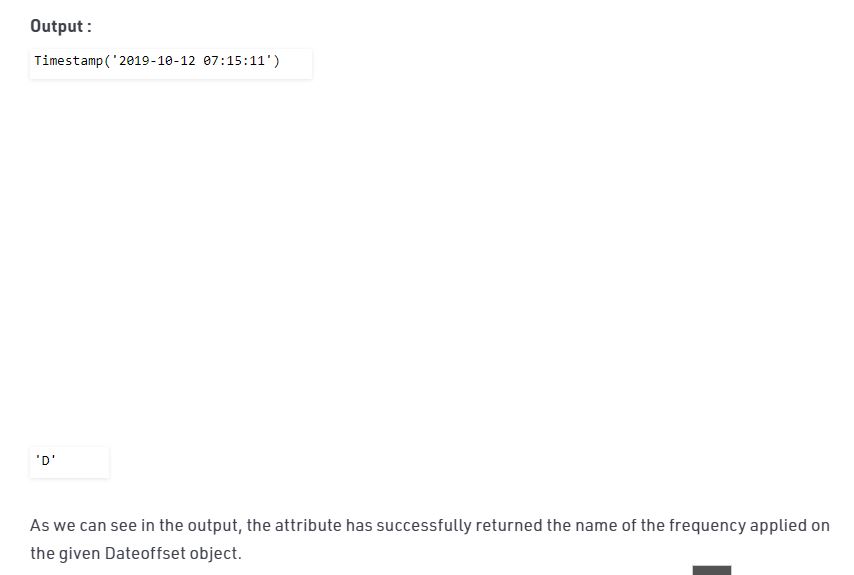 Output :
Timestamp('2019-10-12 07:15:11')
'D'
As we can see in the output, the attribute has successfully returned the name of the frequency applied on
the given Dateoffset object.